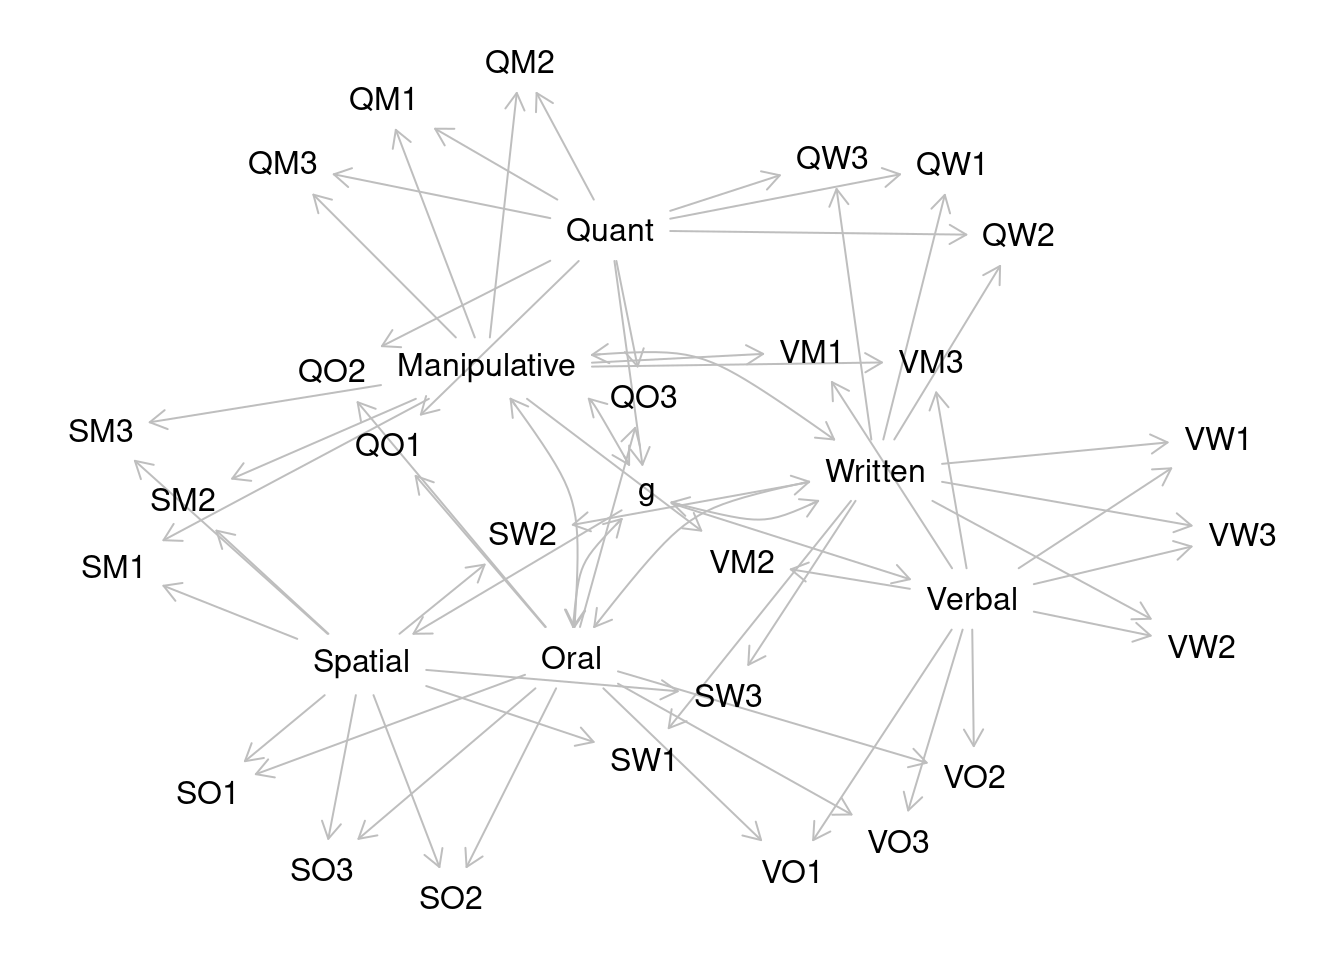 QM2
QM1
QM3
QW3
QW1
Quant
QW2
VM1
VM3
QO2
Manipulative
QO3
SM3
QO1
VW1
Written
SM2
g
SW2
VW3
SM1
VM2
Verbal
Spatial
Oral
VW2
SW3
SW1
SO1
VO2
VO3
SO3
VO1
SO2